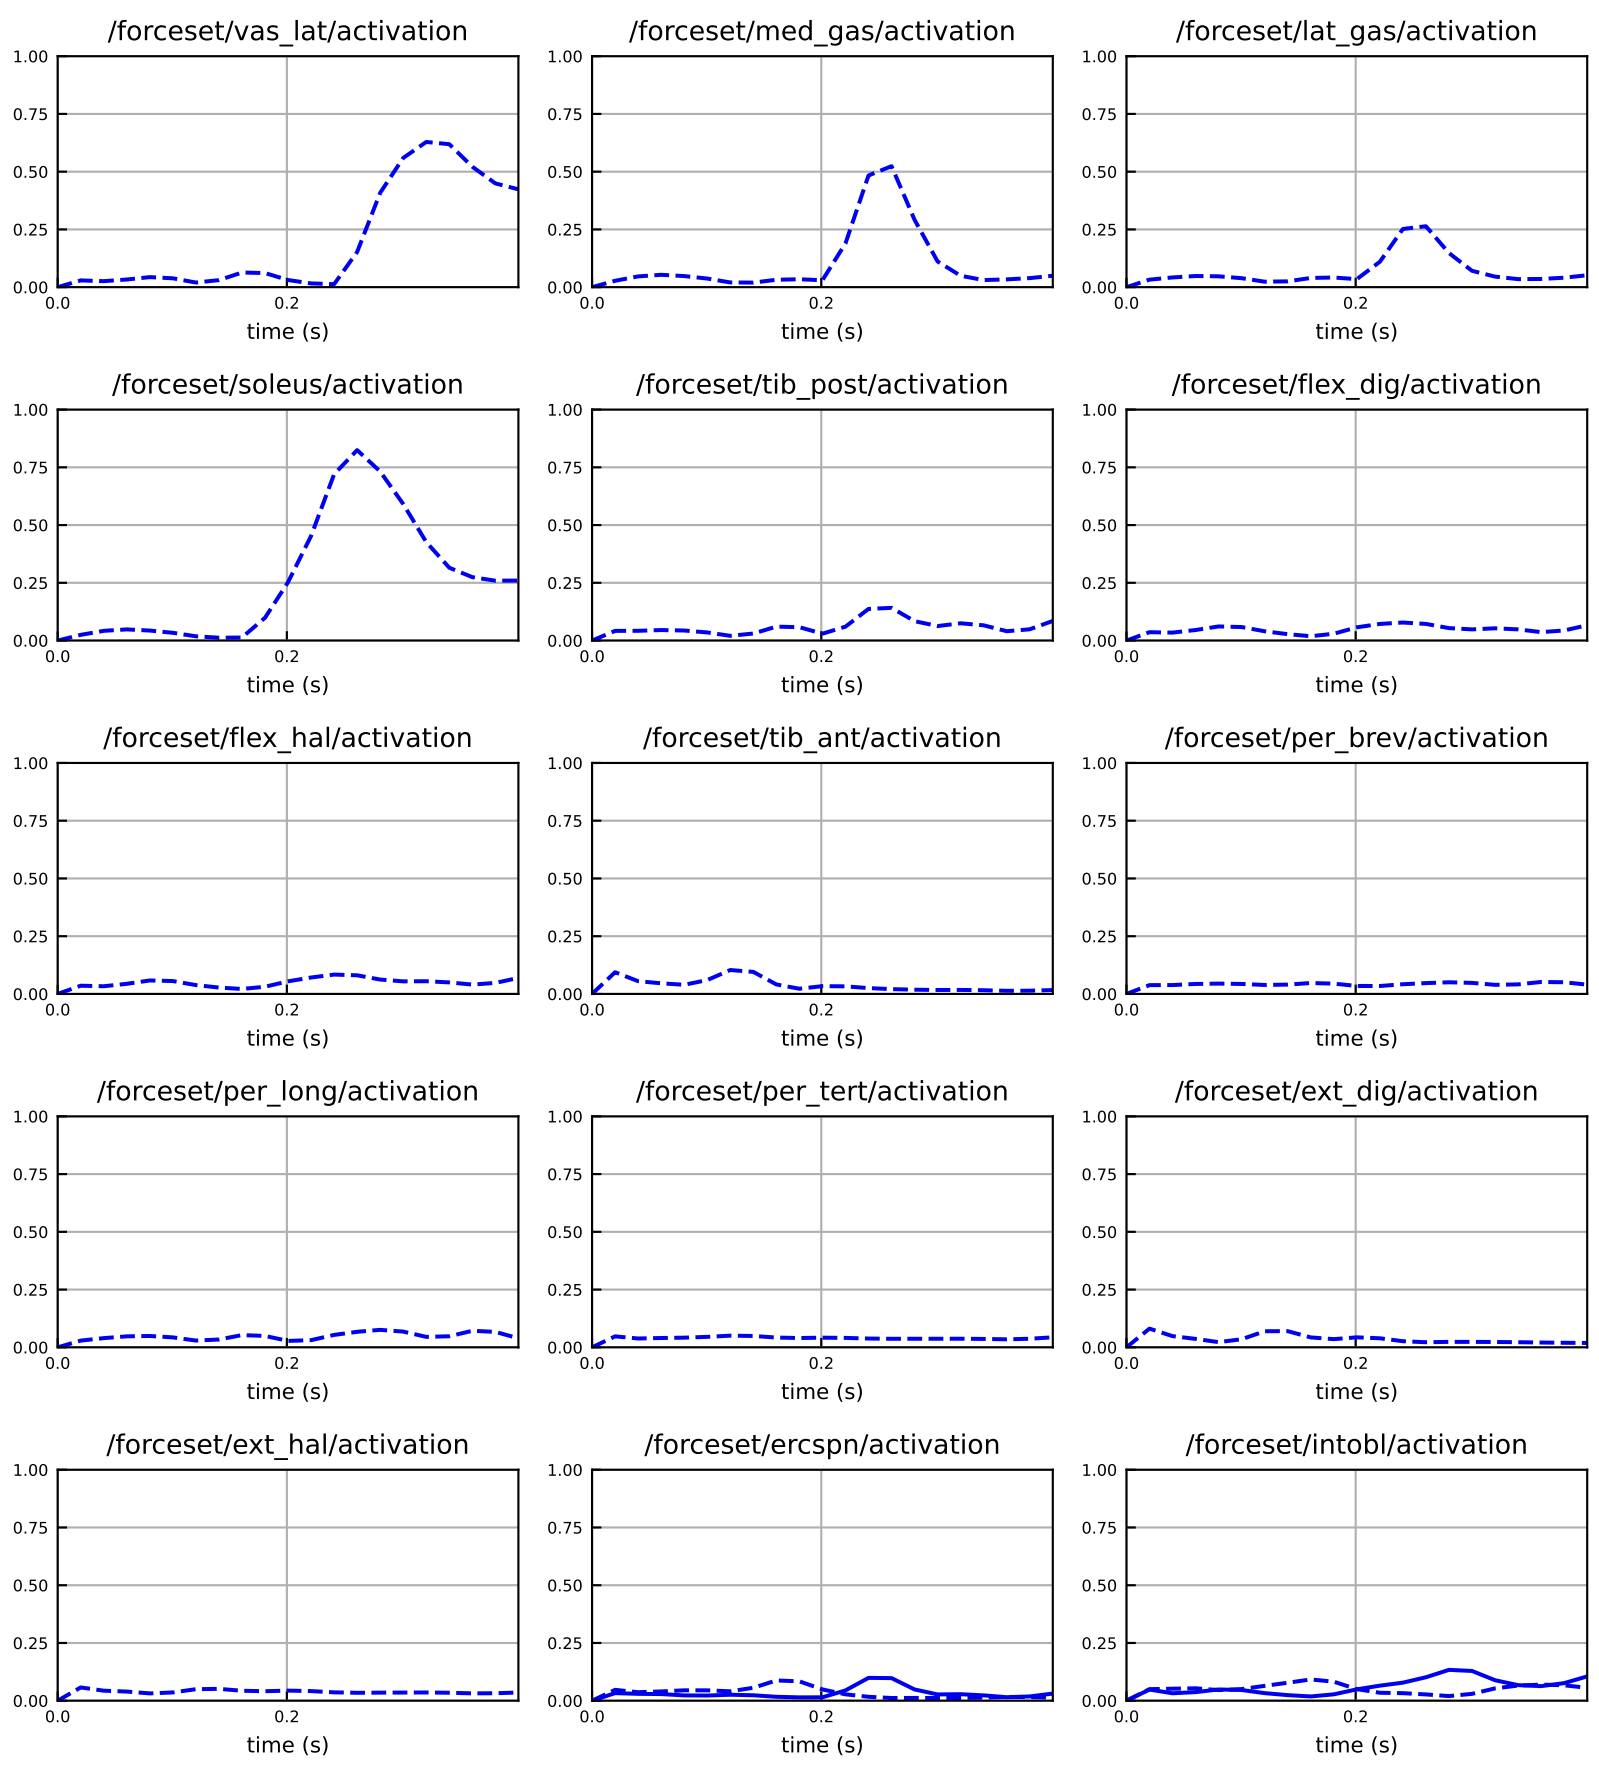 /forceset/vas_lat/activation /forceset/med_gas/activation /forceset/lat_gas/activation
1.00 1.00 1.00
0.75 0.75 0.75
0.50 0.50 0.50
0.25 0.25 0.25
0.00 0.00 0.00
0.0 0.2 0.0 0.2 0.0 0.2
time (s) time (s) time (s)
/forceset/soleus/activation /forceset/tib_post/activation /forceset/flex_dig/activation
1.00 1.00 1.00
0.75 0.75 0.75
0.50 0.50 0.50
0.25 0.25 0.25
0.00 0.00 0.00
0.0 0.2 0.0 0.2 0.0 0.2
time (s) time (s) time (s)
/forceset/flex_hal/activation /forceset/tib_ant/activation /forceset/per_brev/activation
1.00 1.00 1.00
0.75 0.75 0.75
0.50 0.50 0.50
0.25 0.25 0.25
0.00 0.00 0.00
0.0 0.2 0.0 0.2 0.0 0.2
time (s) time (s) time (s)
/forceset/per_long/activation /forceset/per_tert/activation /forceset/ext_dig/activation
1.00 1.00 1.00
0.75 0.75 0.75
0.50 0.50 0.50
0.25 0.25 0.25
0.00 0.00 0.00
0.0 0.2 0.0 0.2 0.0 0.2
time (s) time (s) time (s)
/forceset/ext_hal/activation /forceset/ercspn/activation /forceset/intobl/activation
1.00 1.00 1.00
0.75 0.75 0.75
0.50 0.50 0.50
0.25 0.25 0.25
0.00 0.00 0.00
0.0 0.2 0.0 0.2 0.0 0.2
time (s) time (s) time (s)